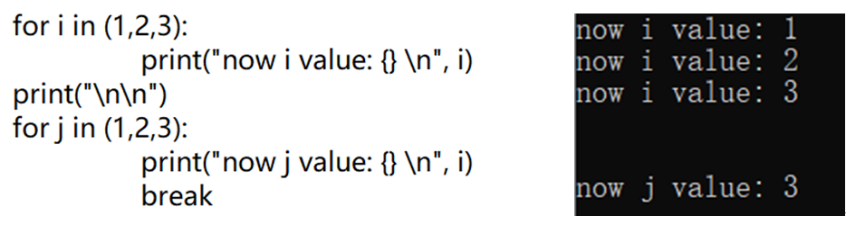 for i in (1,2,3):
print("now i value: {} \n", i)
print("\n\n")
for j in (1,2,3):
print("now j value: {} \n", i)
break
now i value: 1
now i value: 2
now i value: 3
now j value: 3